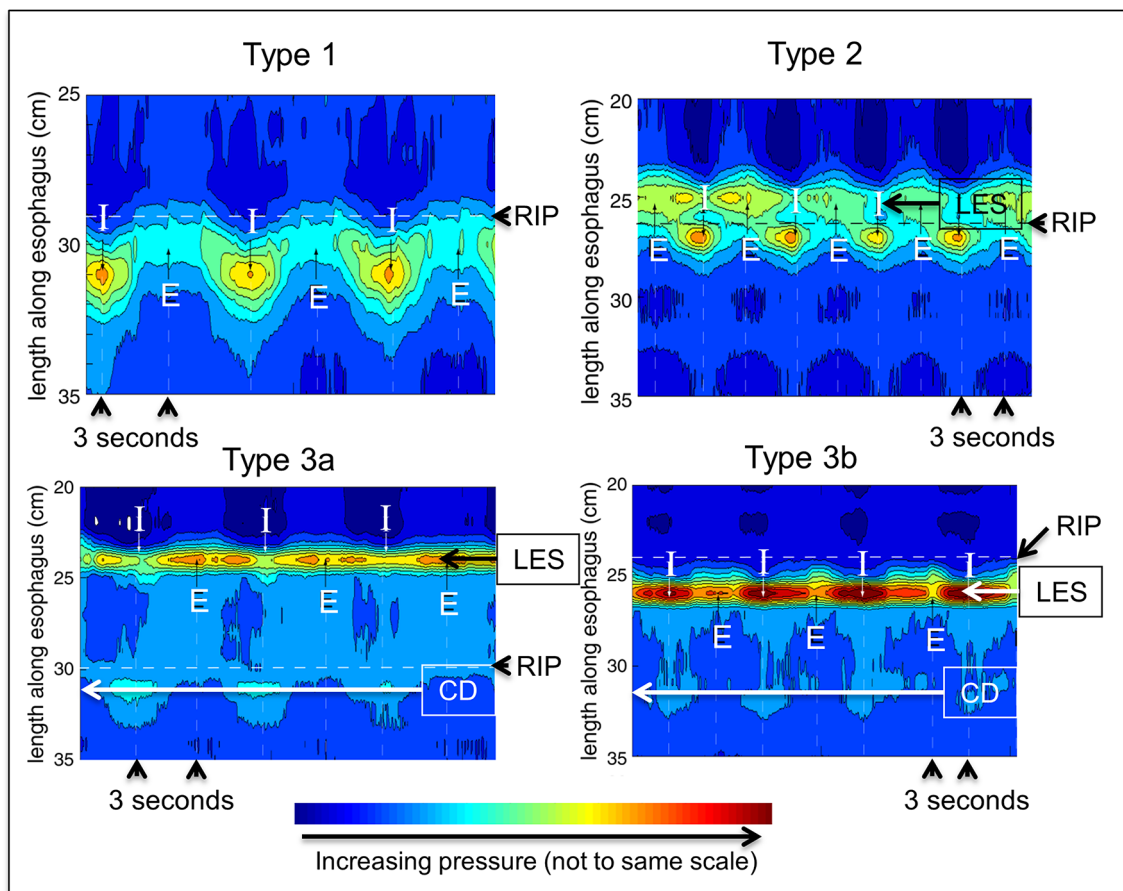 Type 1
25
30
35
length along esophagus (cm)
I I I
E E E
RIP
3 seconds
Type 2
20
25
30
35
length along esophagus (cm)
I I I
LES
E E E E E
RIP
3 seconds
Type 3a
20
25
30
35
length along esophagus (cm)
I I I
LES
E E E
RIP
CD
3 seconds
Type 3b
20
25
30
35
length along esophagus (cm)
RIP
I I I I
LES
E E E
CD
3 seconds
Increasing pressure (not to same scale)